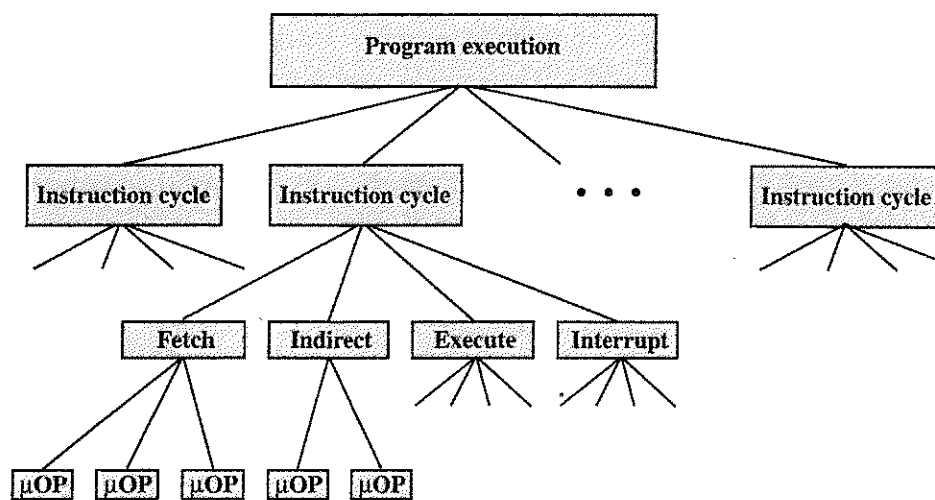 Program execution
Instruction cycle Instruction cycle • • • Instruction cycle
Fetch Indirect Execute Interrupt
μOP μOP μOP μOP μOP